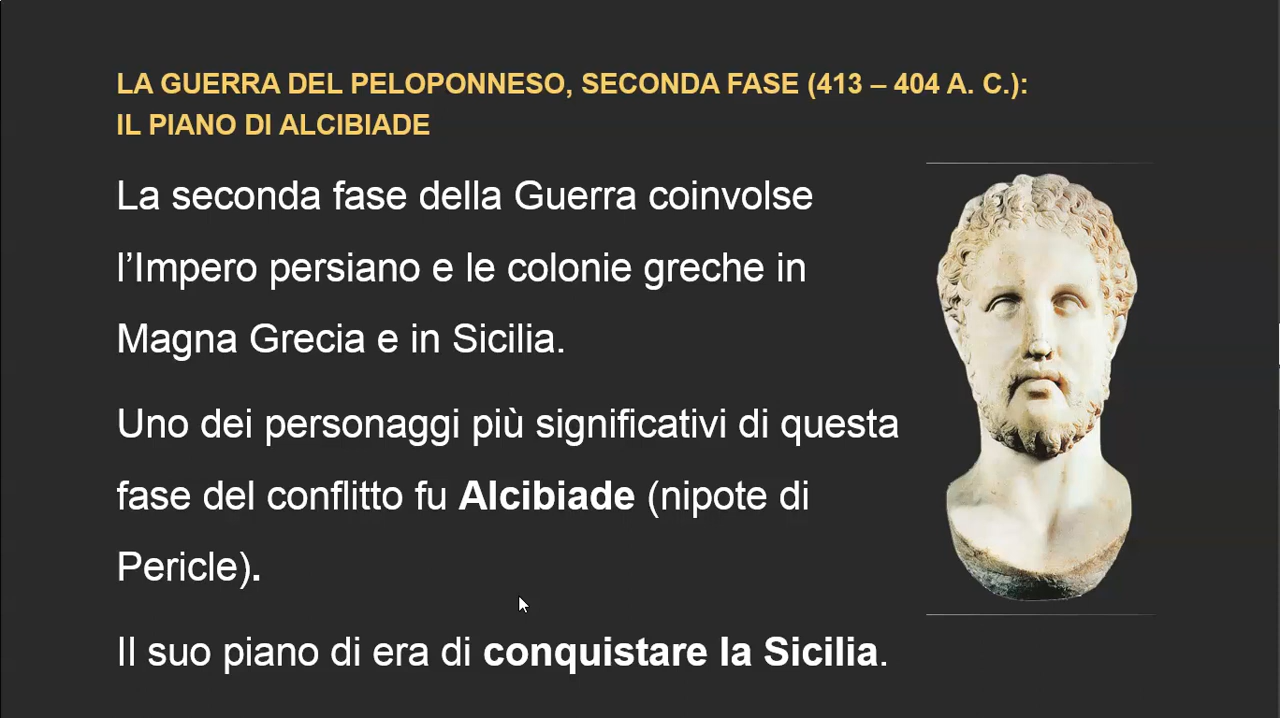 LA GUERRA DEL PELOPONNESO, SECONDA FASE (413 – 404 A. C.):
IL PIANO DI ALCIBIADE
La seconda fase della Guerra coinvolse
l’Impero persiano e le colonie greche in
Magna Grecia e in Sicilia.
Uno dei personaggi più significativi di questa
fase del conflitto fu Alcibiade (nipote di
Pericle).
Il suo piano di era di conquistare la Sicilia.